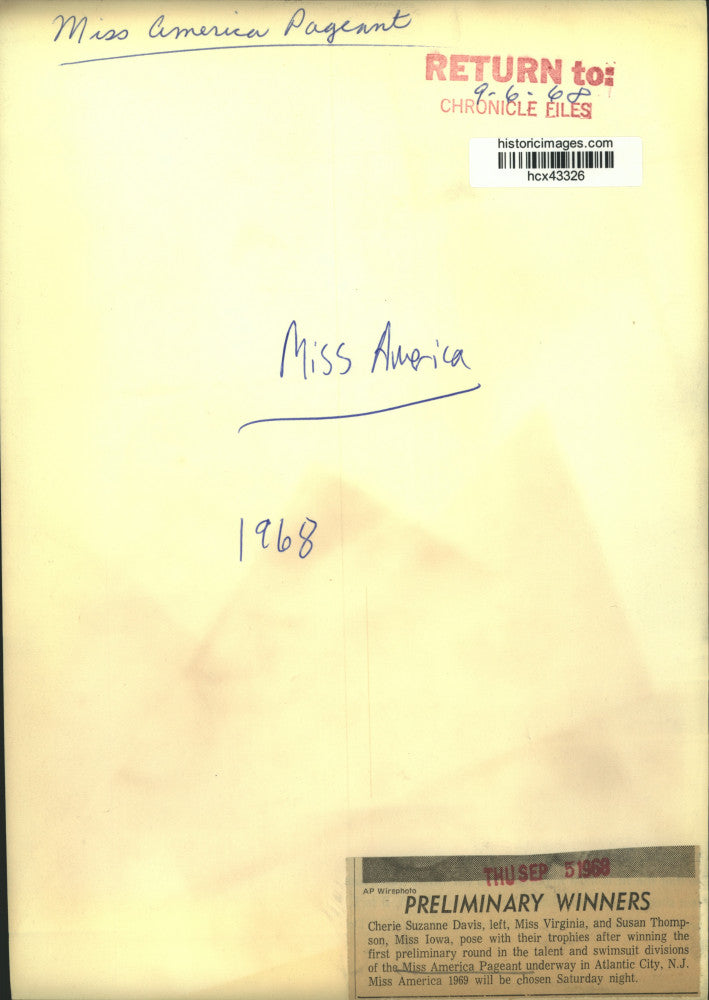 Miss America Pageant
RETURN to:
9-6-68
CHRONICLE FILES
historicimages.com
hcx43326
Miss America
1968
THU SEP 5 1968
AP Wirephoto
PRELIMINARY WINNERS
Cherie Suzanne Davis, left, Miss Virginia, and Susan Thomp-
son, Miss Iowa, pose with their trophies after winning the
first preliminary round in the talent and swimsuit divisions
of the Miss America Pageant underway in Atlantic City, N.J.
Miss America 1969 will be chosen Saturday night.